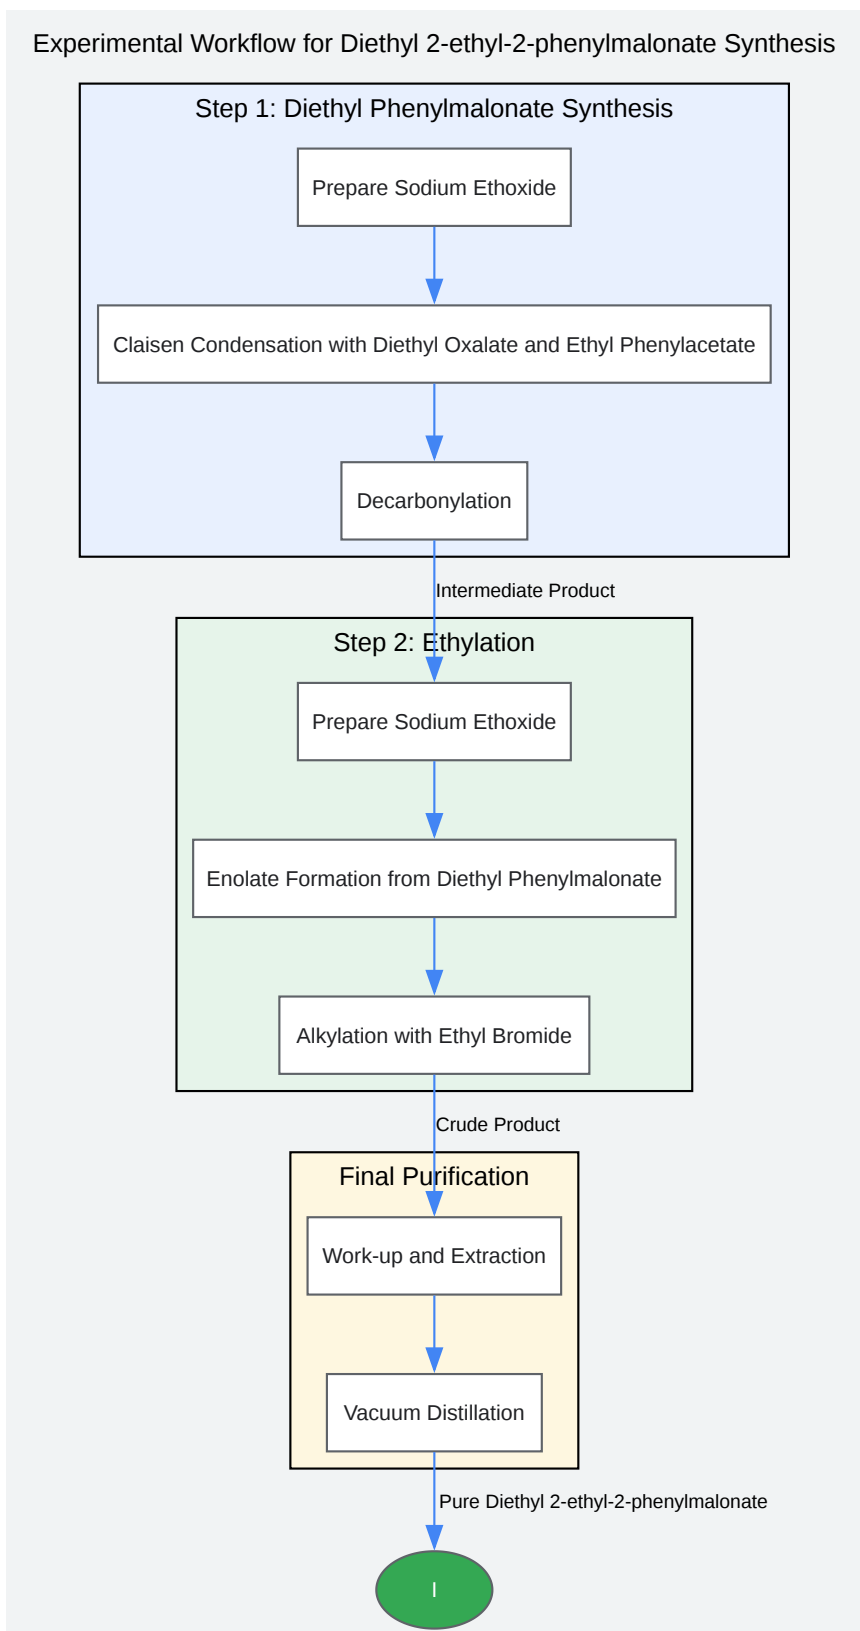 Experimental Workflow for Diethyl 2-ethyl-2-phenylmalonate Synthesis
Step 1: Diethyl Phenylmalonate Synthesis
Prepare Sodium Ethoxide
Claisen Condensation with Diethyl Oxalate and Ethyl Phenylacetate
Decarbonylation
Intermediate Product
Step 2: Ethylation
Prepare Sodium Ethoxide
Enolate Formation from Diethyl Phenylmalonate
Alkylation with Ethyl Bromide
Crude Product
Final Purification
Work-up and Extraction
Vacuum Distillation
Pure Diethyl 2-ethyl-2-phenylmalonate
I